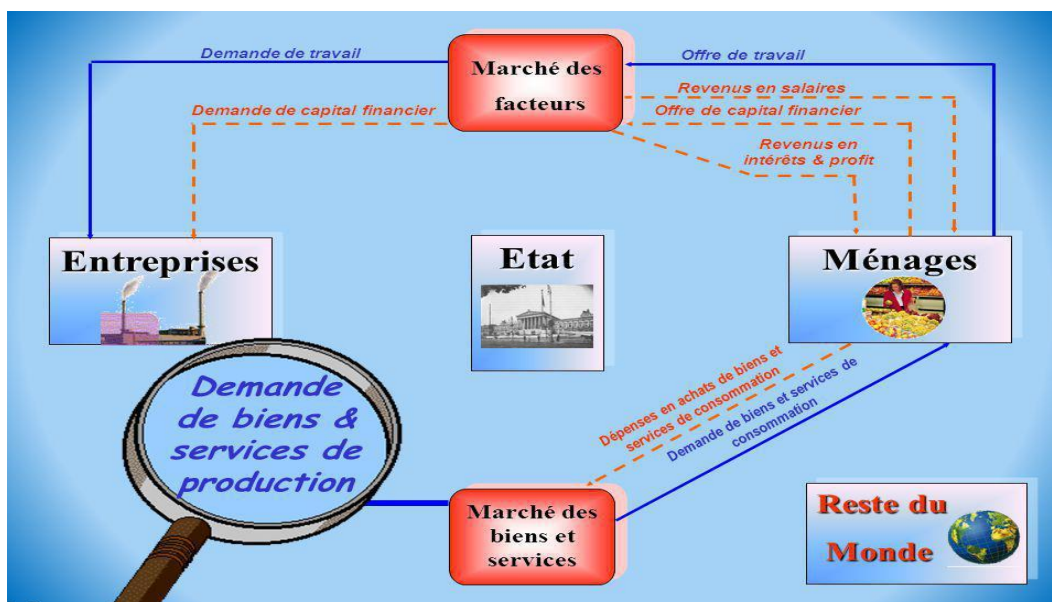 Demande de travail
Marché des
facteurs
Offre de travail
Revenus en salaires
Demande de capital financier
Offre de capital financier
Revenus en
intérêts & profit
Entreprises
Etat
Ménages
Demande
de biens &
services de
production
Dépenses en achats de biens et
services de consommation
Demande de biens et services de
consommation
Marché des
biens et
services
Reste du
Monde